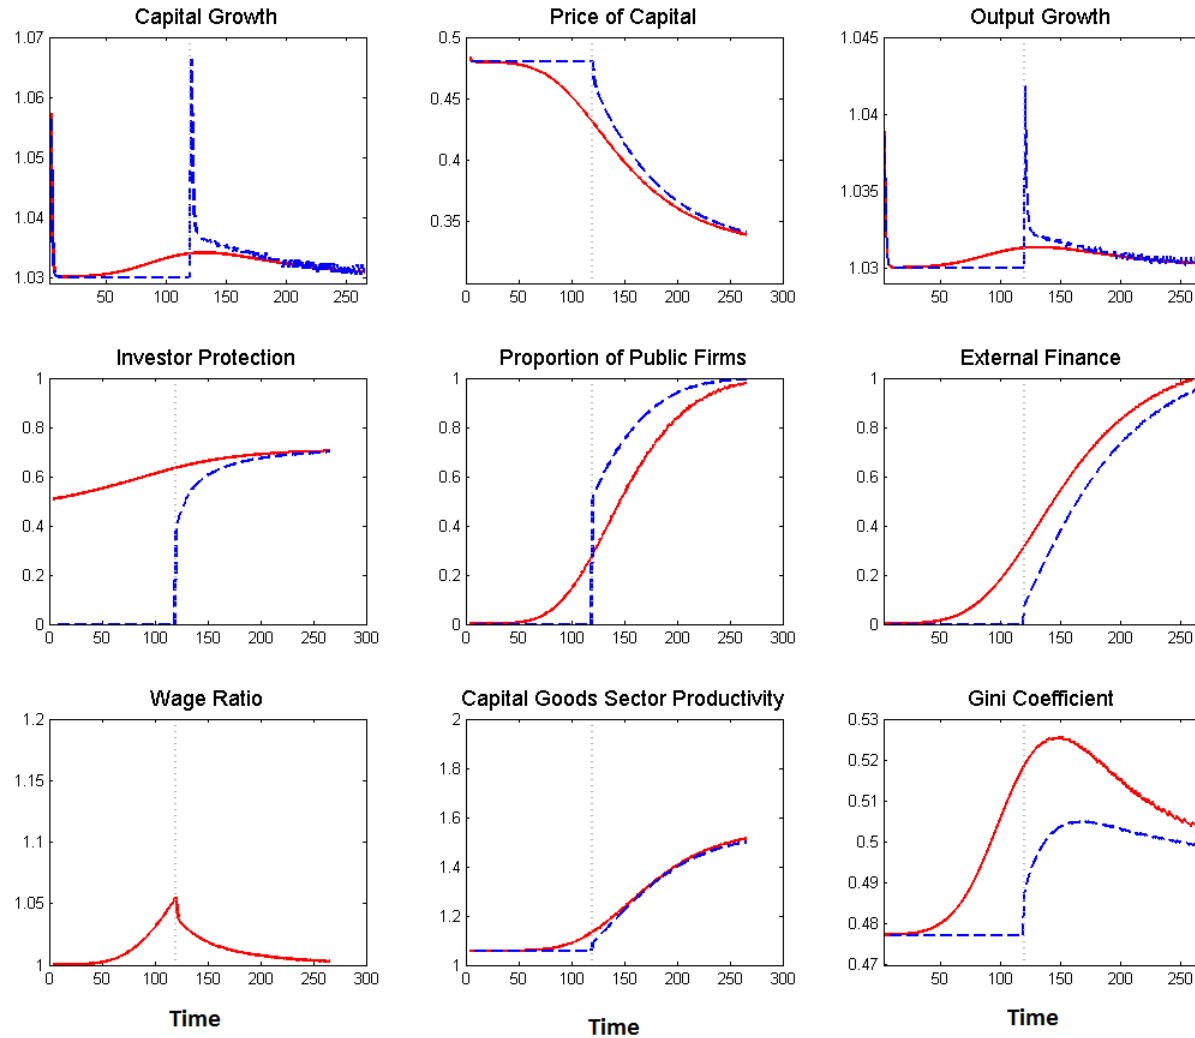 Capital Growth
Price of Capital
Output Growth
1.07
1.06
1.05
1.04
1.03
0 50 100 150 200 250
0.5
0.45
0.4
0.35
0 50 100 150 200 250 300
1.045
1.04
1.035
1.03
50 100 150 200 250
Investor Protection
Proportion of Public Firms
External Finance
1
0.8
0.6
0.4
0.2
0
0 50 100 150 200 250 300
1
0.8
0.6
0.4
0.2
0
0 50 100 150 200 250 300
1
0.8
0.6
0.4
0.2
0
50 100 150 200 250
Wage Ratio
Capital Goods Sector Productivity
Gini Coefficient
1.2
1.15
1.1
1.05
1
0 50 100 150 200 250 300
2
1.8
1.6
1.4
1.2
1
0 50 100 150 200 250 300
0.53
0.52
0.51
0.5
0.49
0.48
0.47
50 100 150 200 250
Time
Time
Time